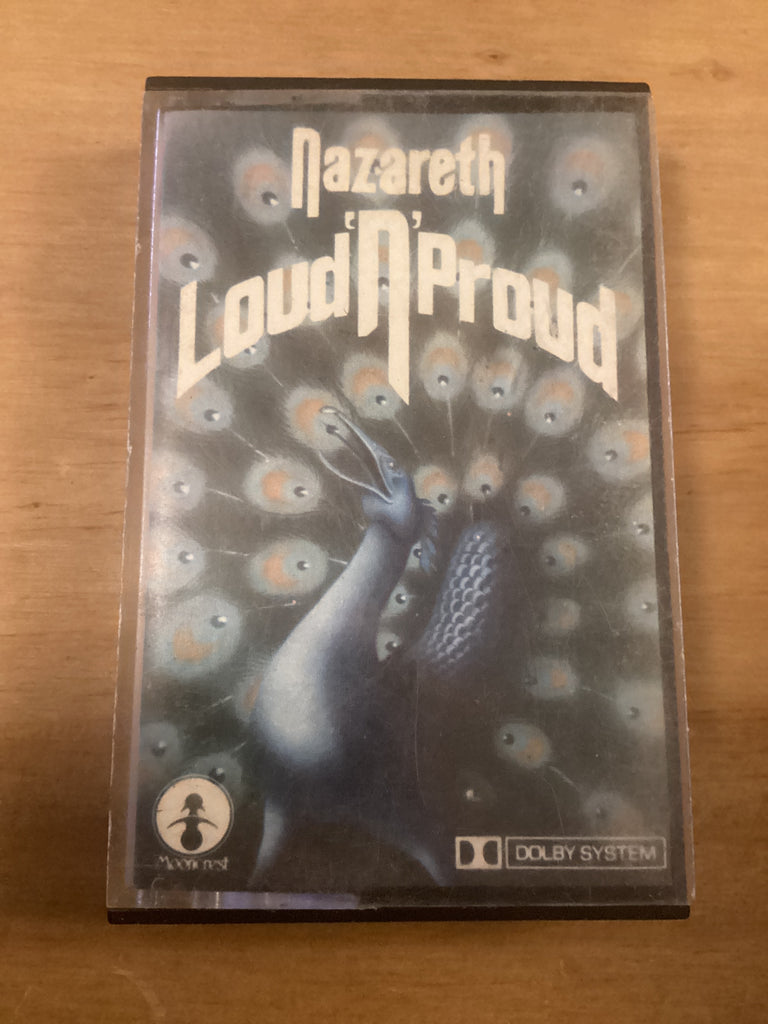 Nazareth
Loud 'n' Proud
Mooncrest
DOLBY SYSTEM